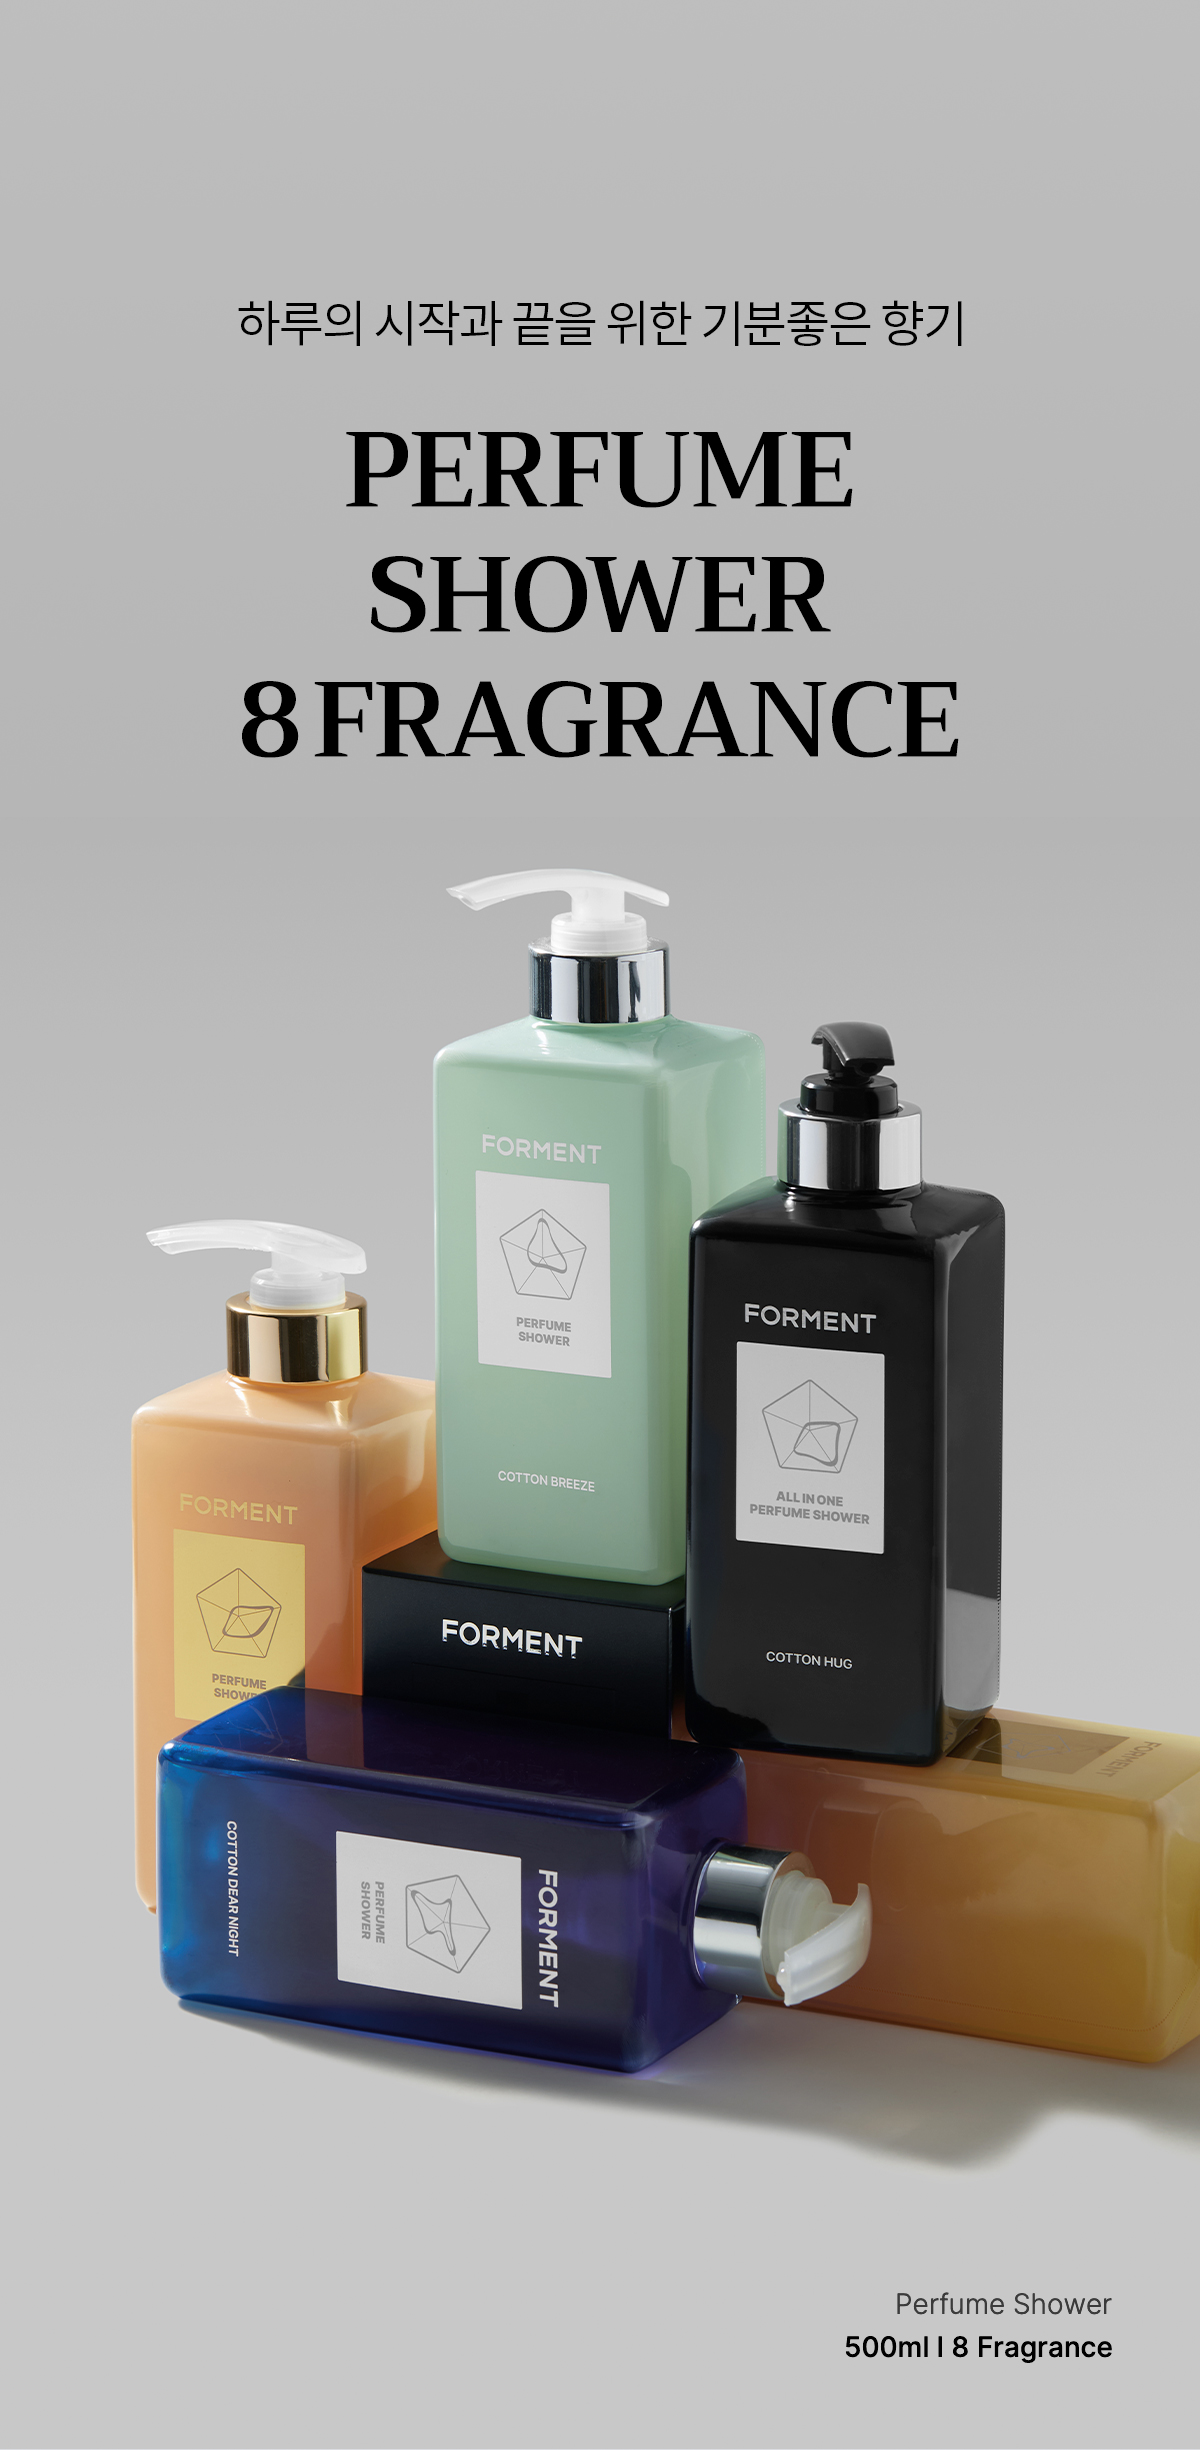 하루의 시작과 끝을 위한 기분좋은 향기
PERFUME
SHOWER
8 FRAGRANCE
FORMENT
PERFUME
SHOWER
COTTON BREEZE
FORMENT
ALL IN ONE
PERFUME SHOWER
COTTON HUG
FORMENT
PERFUME
SHOWER
FORMENT
FORMENT
PERFUME
SHOWER
COTTON DEAR NIGHT
FORMENT
Perfume Shower
500ml l 8 Fragrance